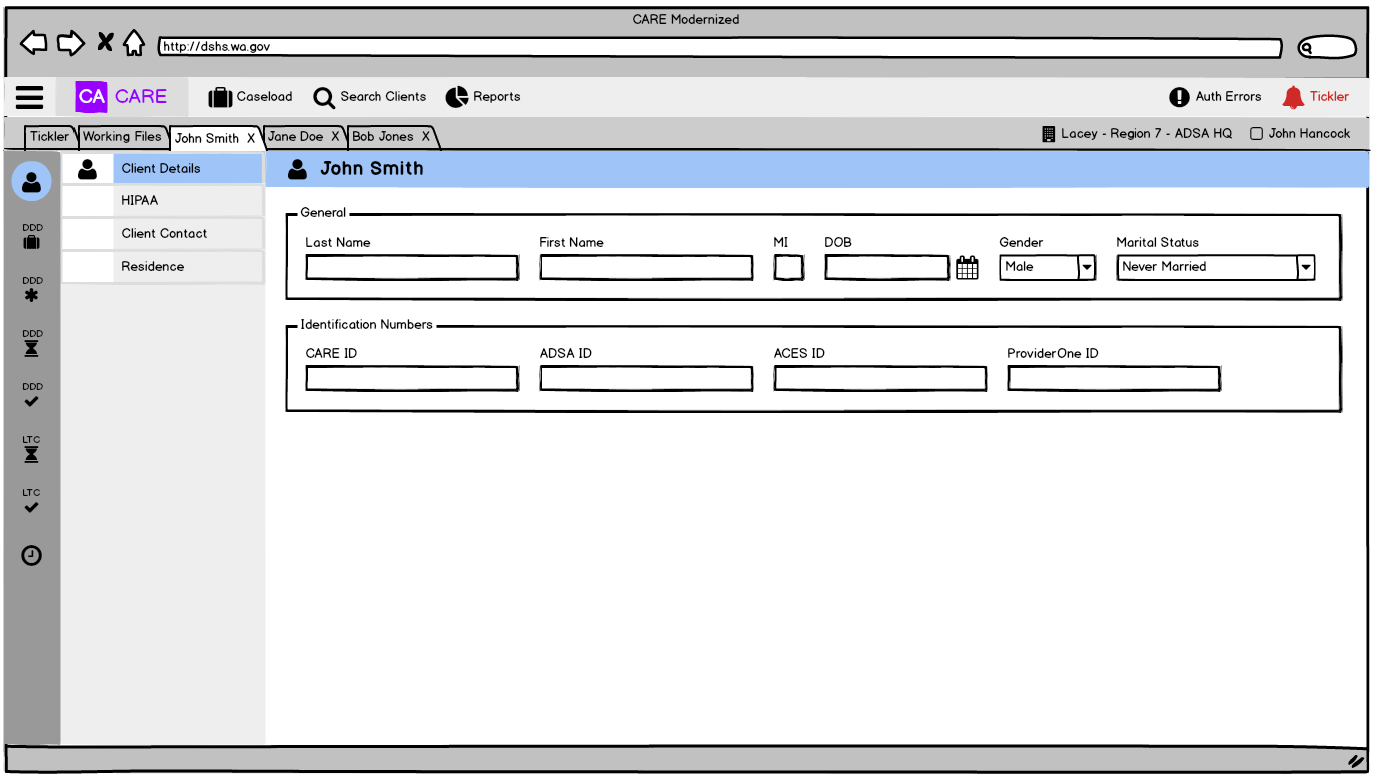 CARE Modernized
http://dshs.wa.gov
CA CARE Caseload Search Clients Reports Auth Errors Tickler
Tickler Working Files John Smith X Jane Doe X Bob Jones X Lacey - Region 7 - ADSA HQ John Hancock
Client Details
HIPAA
Client Contact
Residence
DDD
DDD
DDD
DDD
LTC
LTC
John Smith
General
Last Name First Name MI DOB Gender Marital Status
Male Never Married
Identification Numbers
CARE ID ADSA ID ACES ID ProviderOne ID